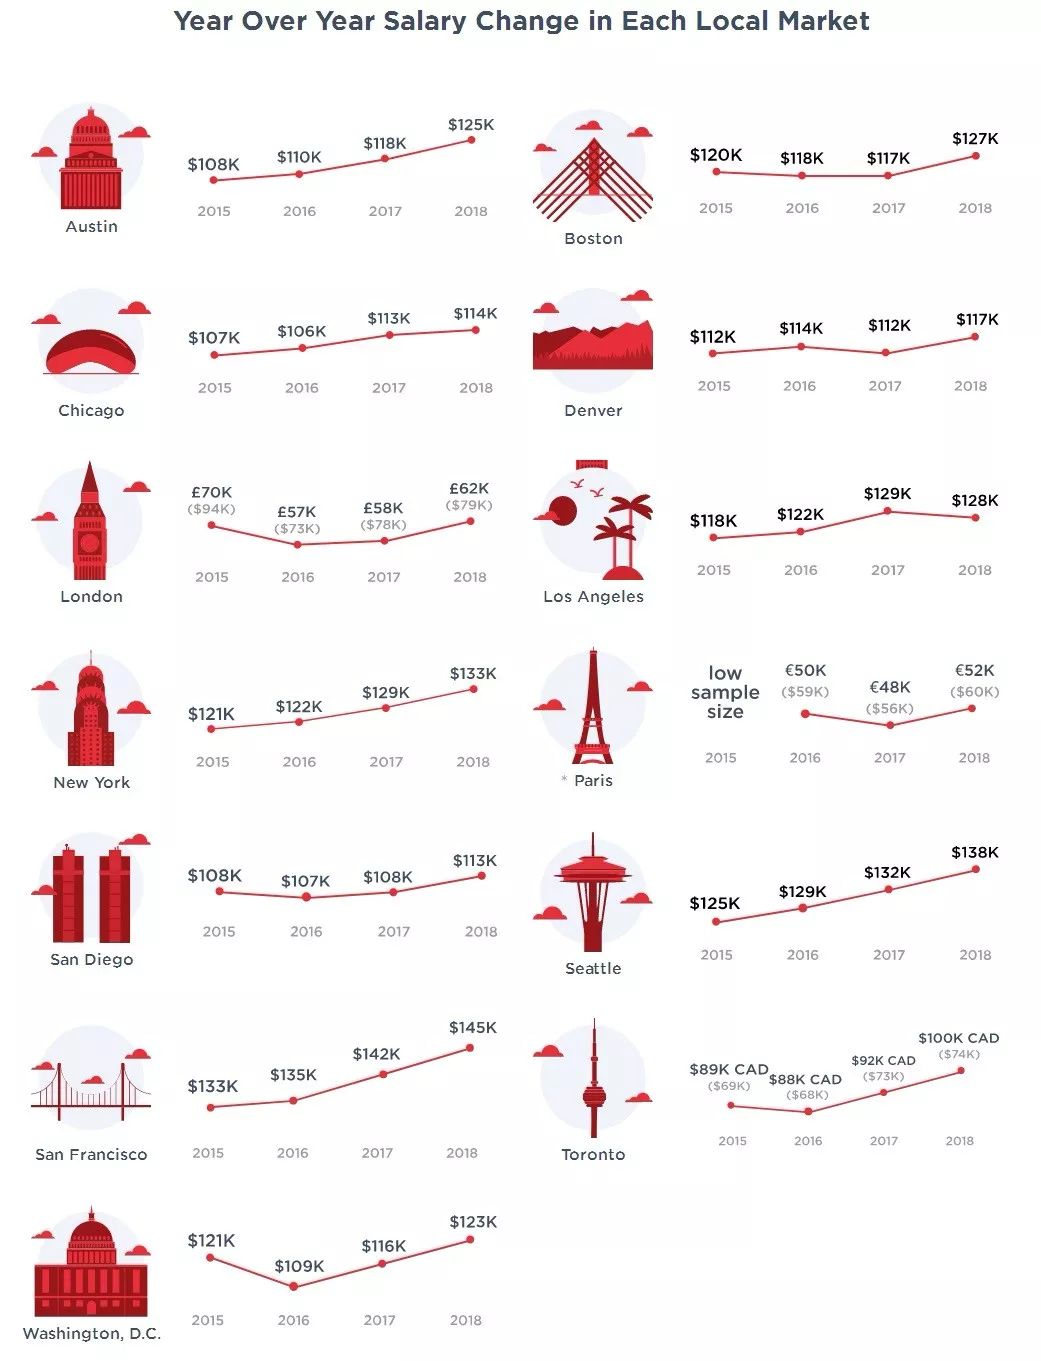 Year Over Year Salary Change in Each Local Market
$108K $110K $118K $125K
2015 2016 2017 2018
Austin
$120K $118K $117K $127K
2015 2016 2017 2018
Boston
$107K $106K $113K $114K
2015 2016 2017 2018
Chicago
$112K $114K $112K $117K
2015 2016 2017 2018
Denver
£70K £57K £58K £62K
($94K) ($73K) ($78K) ($79K)
2015 2016 2017 2018
London
$118K $122K $129K $128K
2015 2016 2017 2018
Los Angeles
$121K $122K $129K $133K
2015 2016 2017 2018
New York
low
sample
size
€50K €48K €52K
($59K) ($56K) ($60K)
2015 2016 2017 2018
* Paris
$108K $107K $108K $113K
2015 2016 2017 2018
San Diego
$125K $129K $132K $138K
2015 2016 2017 2018
Seattle
$133K $135K $142K $145K
2015 2016 2017 2018
San Francisco
$89K CAD $88K CAD $92K CAD $100K CAD
($69K) ($68K) ($73K) ($74K)
2015 2016 2017 2018
Toronto
$121K $109K $116K $123K
2015 2016 2017 2018
Washington, D.C.